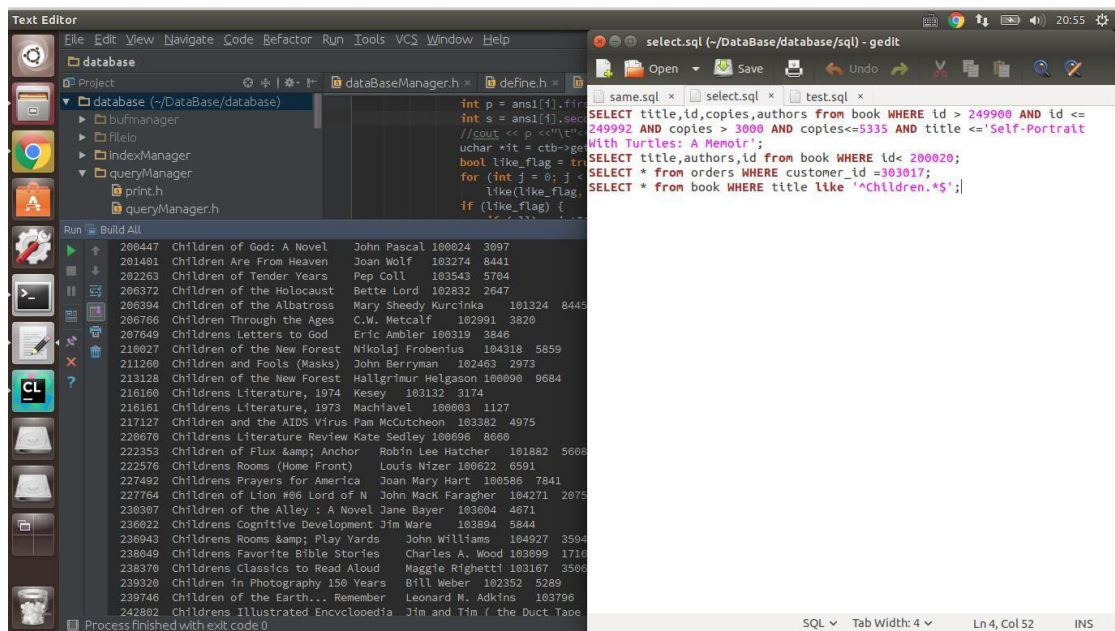 Text Editor
20:55
File Edit View Navigate Code Refactor Run Tools VCS Window Help
database
Project
dataBaseManager.h × define.h ×
database (~/DataBase/database)
bufmanager
fileio
indexManager
queryManager
print.h
queryManager.h
int p = ans1[i].firs
int s = ans1[i].seco
//cout << p <<"\t"<<
uchar *it = ctb->get
bool like_flag = tru
for (int j = 0; j <
like(like_flag,
if (like_flag) {
Run Build All
200447 Children of God: A Novel John Pascal 100024 3097
201401 Children Are From Heaven Joan Wolf 103274 8441
202263 Children of Tender Years Pep Coll 103543 5704
206372 Children of the Holocaust Bette Lord 102832 2647
206394 Children of the Albatross Mary Sheedy Kurcinka 101324 8445
206766 Children Through the Ages C.W. Metcalf 102991 3820
207649 Childrens Letters to God Eric Ambler 100319 3846
210027 Children of the New Forest Nikolaj Frobenius 104318 5859
211260 Children and Fools (Masks) John Berryman 102463 2973
213128 Children of the New Forest Hallgrimur Helgason 100090 9684
216160 Childrens Literature, 1974 Kesey 103132 3174
216161 Childrens Literature, 1973 Machiavel 100003 1127
217127 Children and the AIDS Virus Pam McCutcheon 103382 4975
220670 Childrens Literature Review Kate Sedley 100696 8660
222353 Children of Flux &amp; Anchor Robin Lee Hatcher 101882 5608
222576 Childrens Rooms (Home Front) Louis Nizer 100622 6591
227492 Childrens Prayers for America Joan Mary Hart 100586 7841
227764 Children of Lion #06 Lord of N John MacK Faragher 104271 2075
230307 Children of the Alley : A Novel Jane Bayer 103604 4671
236022 Childrens Cognitive Development Jim Ware 103894 5844
236943 Childrens Rooms &amp; Play Yards John Williams 104927 3594
238049 Childrens Favorite Bible Stories Charles A. Wood 103099 1716
238370 Childrens Classics to Read Aloud Maggie Righetti 103167 3506
239320 Children in Photography 150 Years Bill Weber 102352 5289
239746 Children of the Earth... Remember Leonard M. Adkins 103796
242802 Childrens Illustrated Encyclopedia Jim and Tim ( the Duct Tape
Process finished with exit code 0
select.sql (~/DataBase/database/sql) - gedit
Open Save Undo
same.sql × select.sql × test.sql ×
SELECT title,id,copies,authors from book WHERE id > 249900 AND id <=
249992 AND copies > 3000 AND copies<=5335 AND title <='Self-Portrait
With Turtles: A Memoir';
SELECT title,authors,id from book WHERE id< 200020;
SELECT * from orders WHERE customer_id =303017;
SELECT * from book WHERE title like '^Children.*$';
SQL Tab Width: 4 Ln 4, Col 52 INS